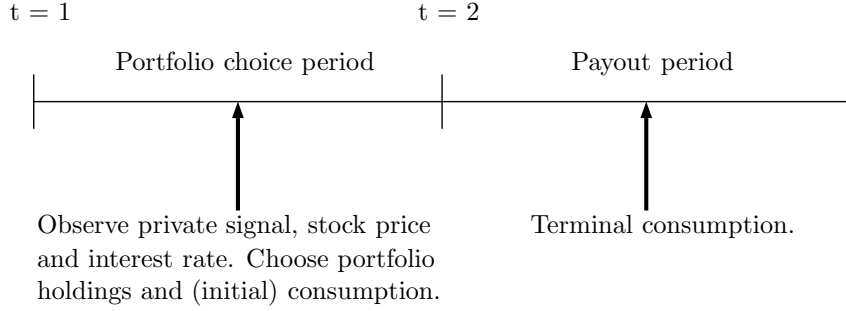 t = 1
t = 2
Portfolio choice period
Payout period
Observe private signal, stock price
and interest rate. Choose portfolio
holdings and (initial) consumption.
Terminal consumption.